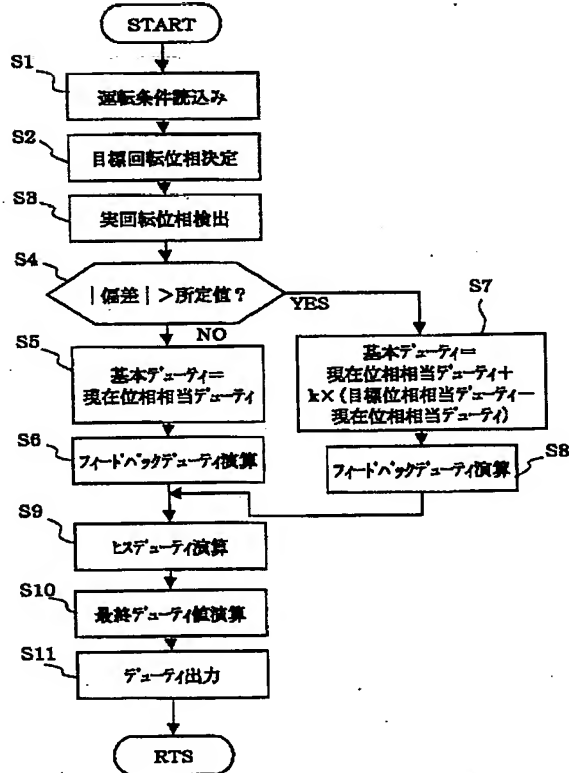 START
S1
運転条件読込み
S2
目標回転位相決定
S3
実回転位相検出
S4
|偏差|>所定値?
YES
NO
S5
基本デューティ=
現在位相相当デューティ
S7
基本デューティ=
現在位相相当デューティ+
k×(目標位相相当デューティー
現在位相相当デューティ)
S6
フィードバックデューティ演算
S8
フィードバックデューティ演算
S9
ヒスデューティ演算
S10
最終デューティ値演算
S11
デューティ出力
RTS